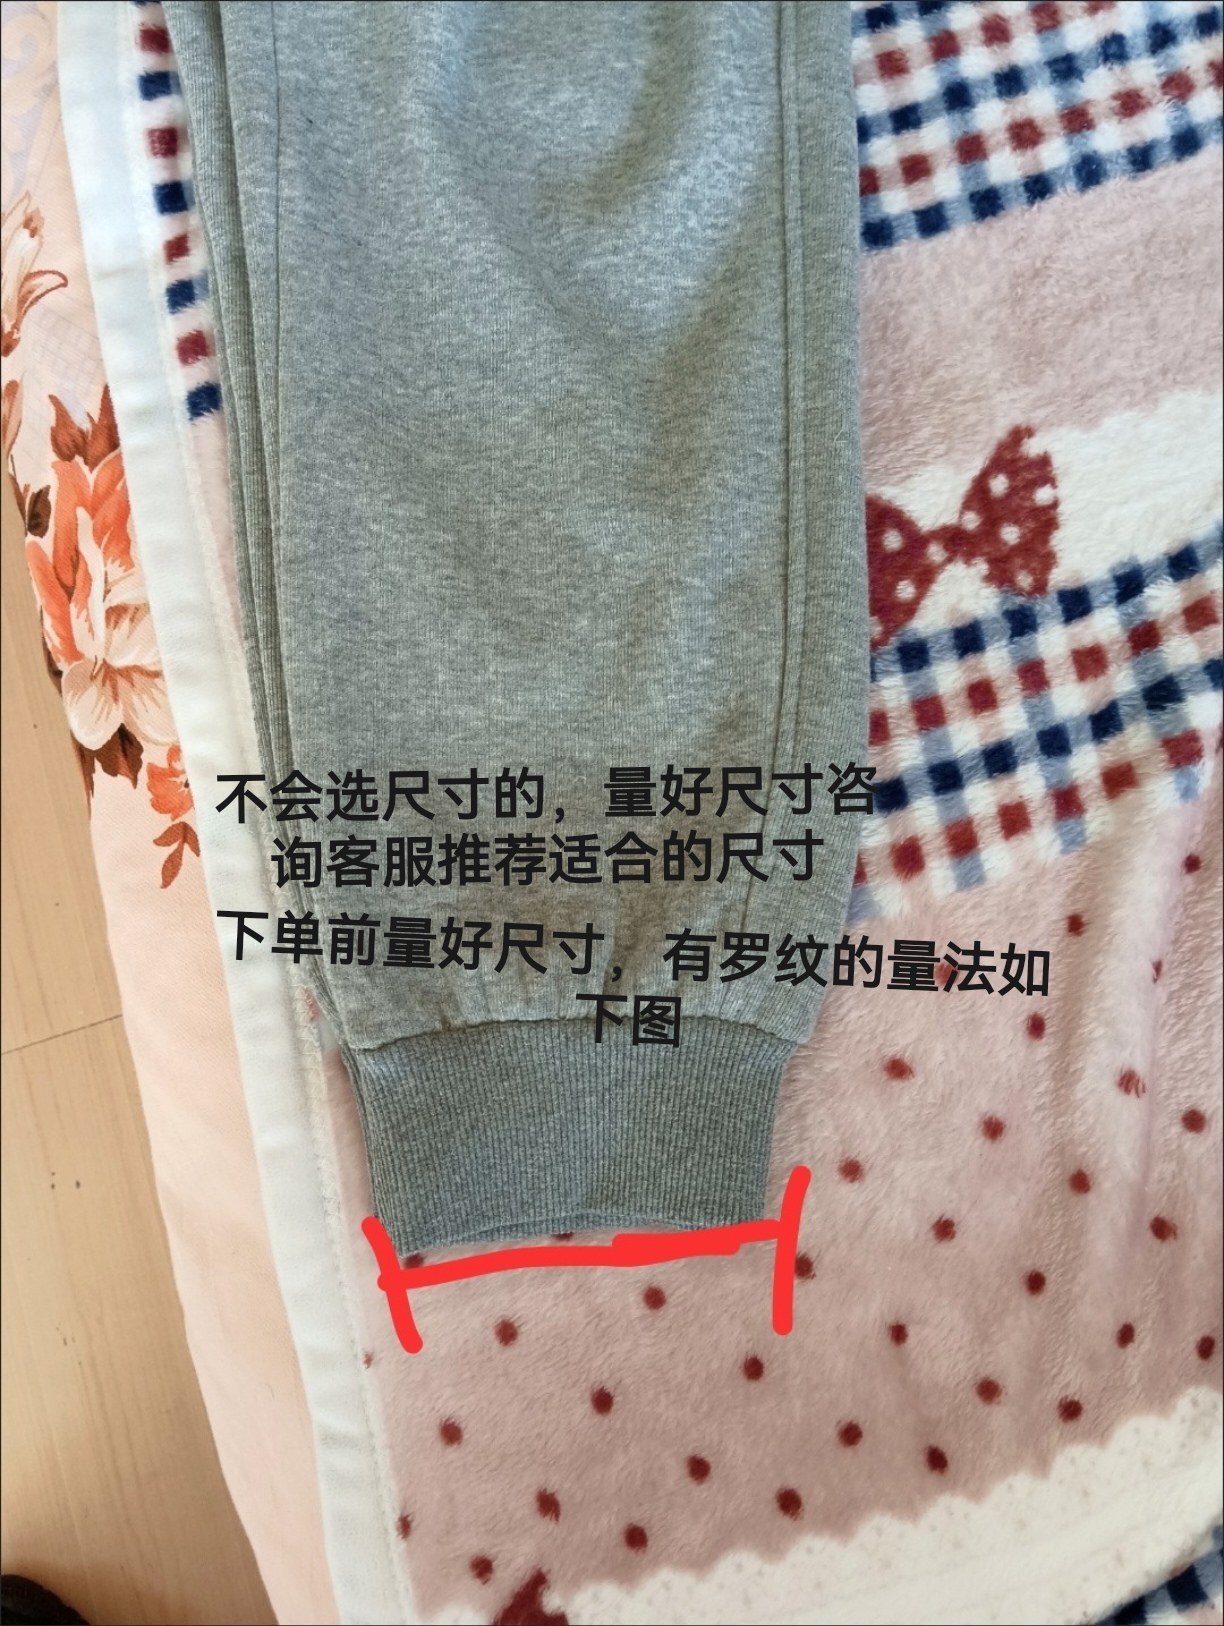 不会选尺寸的，量好尺寸咨
询客服推荐适合的尺寸
下单前量好尺寸，有罗纹的量法如
下图